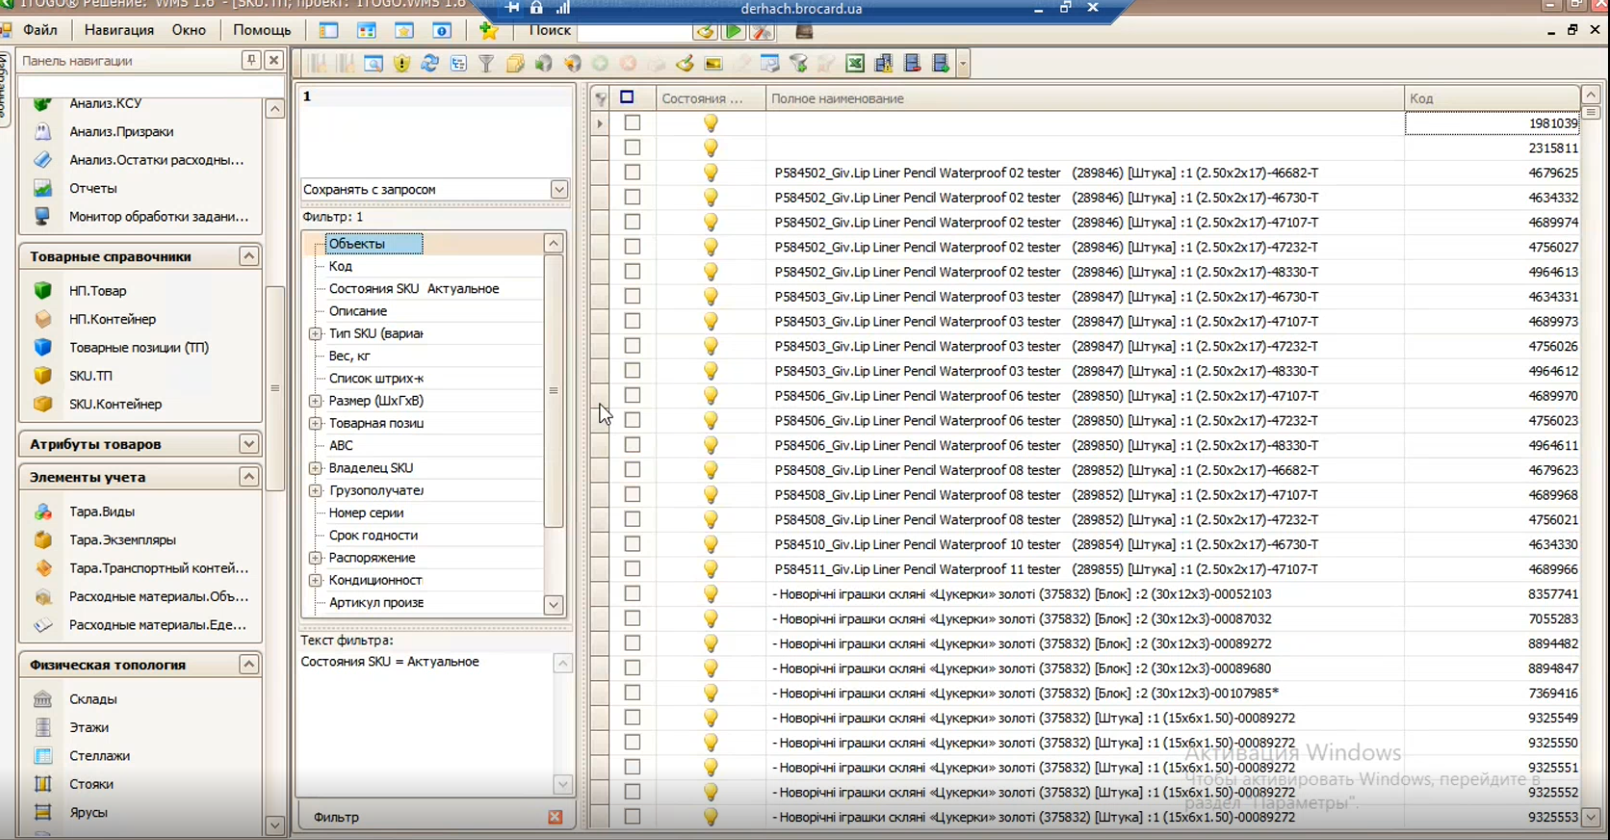 ITOGO® Решение: WMS 1.6 - [SKU.ТП; проект: ITOGO.WMS 1.6
derhach.brocard.ua
Файл
Навигация
Окно
Помощь
Поиск
Панель навигации
Анализ.КСУ
Анализ.Призраки
Анализ.Остатки расходны...
Отчеты
Монитор обработки задани...
Товарные справочники
НП.Товар
НП.Контейнер
Товарные позиции (ТП)
SKU.ТП
SKU.Контейнер
Атрибуты товаров
Элементы учета
Тара.Виды
Тара.Экземпляры
Тара.Транспортный контей...
Расходные материалы.Объ...
Расходные материалы.Еде...
Физическая топология
Склады
Этажи
Стеллажи
Стояки
Ярусы
1
Сохранять с запросом
Фильтр: 1
Объекты
Код
Состояния SKU Актуальное
Описание
Тип SKU (вариан
Вес, кг
Список штрих-к
Размер (ШхГхВ)
Товарная позиц
ABC
Владелец SKU
Грузополучател
Номер серии
Срок годности
Распоряжение
Кондиционност
Артикул произв
Текст фильтра:
Состояния SKU = Актуальное
Фильтр
Состояния ... Полное наименование Код
1981039
2315811
P584502_Giv.Lip Liner Pencil Waterproof 02 tester (289846) [Штука] :1 (2.50x2x17)-46682-T 4679625
P584502_Giv.Lip Liner Pencil Waterproof 02 tester (289846) [Штука] :1 (2.50x2x17)-46730-T 4634332
P584502_Giv.Lip Liner Pencil Waterproof 02 tester (289846) [Штука] :1 (2.50x2x17)-47107-T 4689974
P584502_Giv.Lip Liner Pencil Waterproof 02 tester (289846) [Штука] :1 (2.50x2x17)-47232-T 4756027
P584502_Giv.Lip Liner Pencil Waterproof 02 tester (289846) [Штука] :1 (2.50x2x17)-48330-T 4964613
P584503_Giv.Lip Liner Pencil Waterproof 03 tester (289847) [Штука] :1 (2.50x2x17)-46730-T 4634331
P584503_Giv.Lip Liner Pencil Waterproof 03 tester (289847) [Штука] :1 (2.50x2x17)-47107-T 4689973
P584503_Giv.Lip Liner Pencil Waterproof 03 tester (289847) [Штука] :1 (2.50x2x17)-47232-T 4756026
P584503_Giv.Lip Liner Pencil Waterproof 03 tester (289847) [Штука] :1 (2.50x2x17)-48330-T 4964612
P584506_Giv.Lip Liner Pencil Waterproof 06 tester (289850) [Штука] :1 (2.50x2x17)-47107-T 4689970
P584506_Giv.Lip Liner Pencil Waterproof 06 tester (289850) [Штука] :1 (2.50x2x17)-47232-T 4756023
P584506_Giv.Lip Liner Pencil Waterproof 06 tester (289850) [Штука] :1 (2.50x2x17)-48330-T 4964611
P584508_Giv.Lip Liner Pencil Waterproof 08 tester (289852) [Штука] :1 (2.50x2x17)-46682-T 4679623
P584508_Giv.Lip Liner Pencil Waterproof 08 tester (289852) [Штука] :1 (2.50x2x17)-47107-T 4689968
P584508_Giv.Lip Liner Pencil Waterproof 08 tester (289852) [Штука] :1 (2.50x2x17)-47232-T 4756021
P584510_Giv.Lip Liner Pencil Waterproof 10 tester (289854) [Штука] :1 (2.50x2x17)-46730-T 4634330
P584511_Giv.Lip Liner Pencil Waterproof 11 tester (289855) [Штука] :1 (2.50x2x17)-47107-T 4689966
- Новорічні іграшки скляні «Цукерки» золоті (375832) [Блок] :2 (30x12x3)-00052103 8357741
- Новорічні іграшки скляні «Цукерки» золоті (375832) [Блок] :2 (30x12x3)-00087032 7055283
- Новорічні іграшки скляні «Цукерки» золоті (375832) [Блок] :2 (30x12x3)-00089272 8894482
- Новорічні іграшки скляні «Цукерки» золоті (375832) [Блок] :2 (30x12x3)-00089680 8894847
- Новорічні іграшки скляні «Цукерки» золоті (375832) [Блок] :2 (30x12x3)-00107985* 7369416
- Новорічні іграшки скляні «Цукерки» золоті (375832) [Штука] :1 (15x6x1.50)-00089272 9325549
- Новорічні іграшки скляні «Цукерки» золоті (375832) [Штука] :1 (15x6x1.50)-00089272 9325550
- Новорічні іграшки скляні «Цукерки» золоті (375832) [Штука] :1 (15x6x1.50)-00089272 9325551
- Новорічні іграшки скляні «Цукерки» золоті (375832) [Штука] :1 (15x6x1.50)-00089272 9325552
- Новорічні іграшки скляні «Цукерки» золоті (375832) [Штука] :1 (15x6x1.50)-00089272 9325553
Активация Windows
Чтобы активировать Windows, перейдите в
раздел "Параметры".